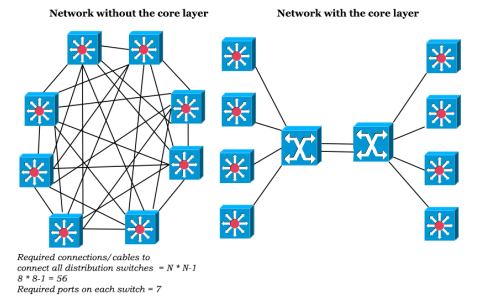 Network without the core layer
Network with the core layer
Required connections/cables to
connect all distribution switches = N * N-1
8 * 8-1 = 56
Required ports on each switch = 7